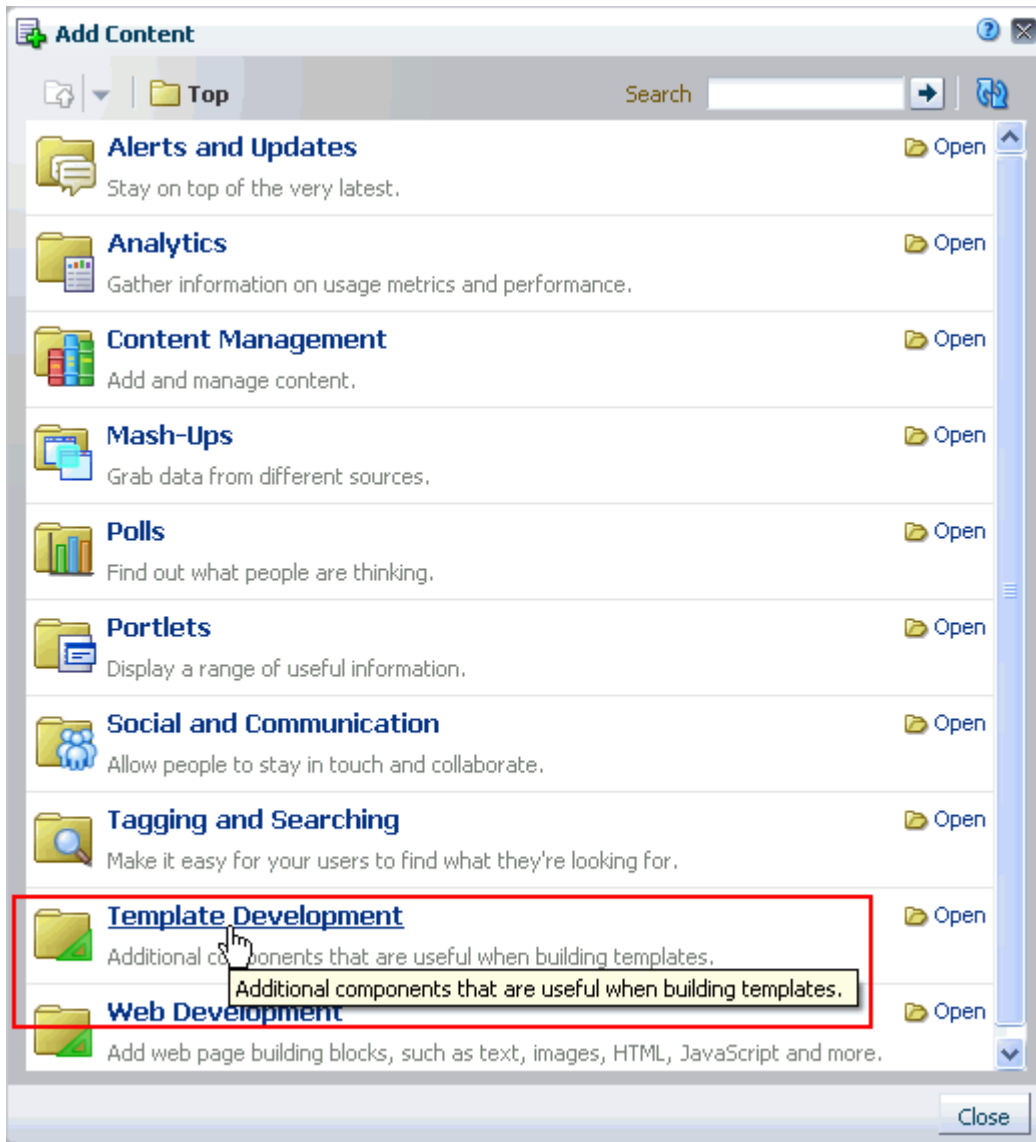 Add Content
Top
Search
Alerts and Updates
Open
Stay on top of the very latest.
Analytics
Open
Gather information on usage metrics and performance.
Content Management
Open
Add and manage content.
Mash-Ups
Open
Grab data from different sources.
Polls
Open
Find out what people are thinking.
Portlets
Open
Display a range of useful information.
Social and Communication
Open
Allow people to stay in touch and collaborate.
Tagging and Searching
Open
Make it easy for your users to find what they're looking for.
Template Development
Open
Additional components that are useful when building templates.
Additional components that are useful when building templates.
Web Development
Open
Add web page building blocks, such as text, images, HTML, JavaScript and more.
Close